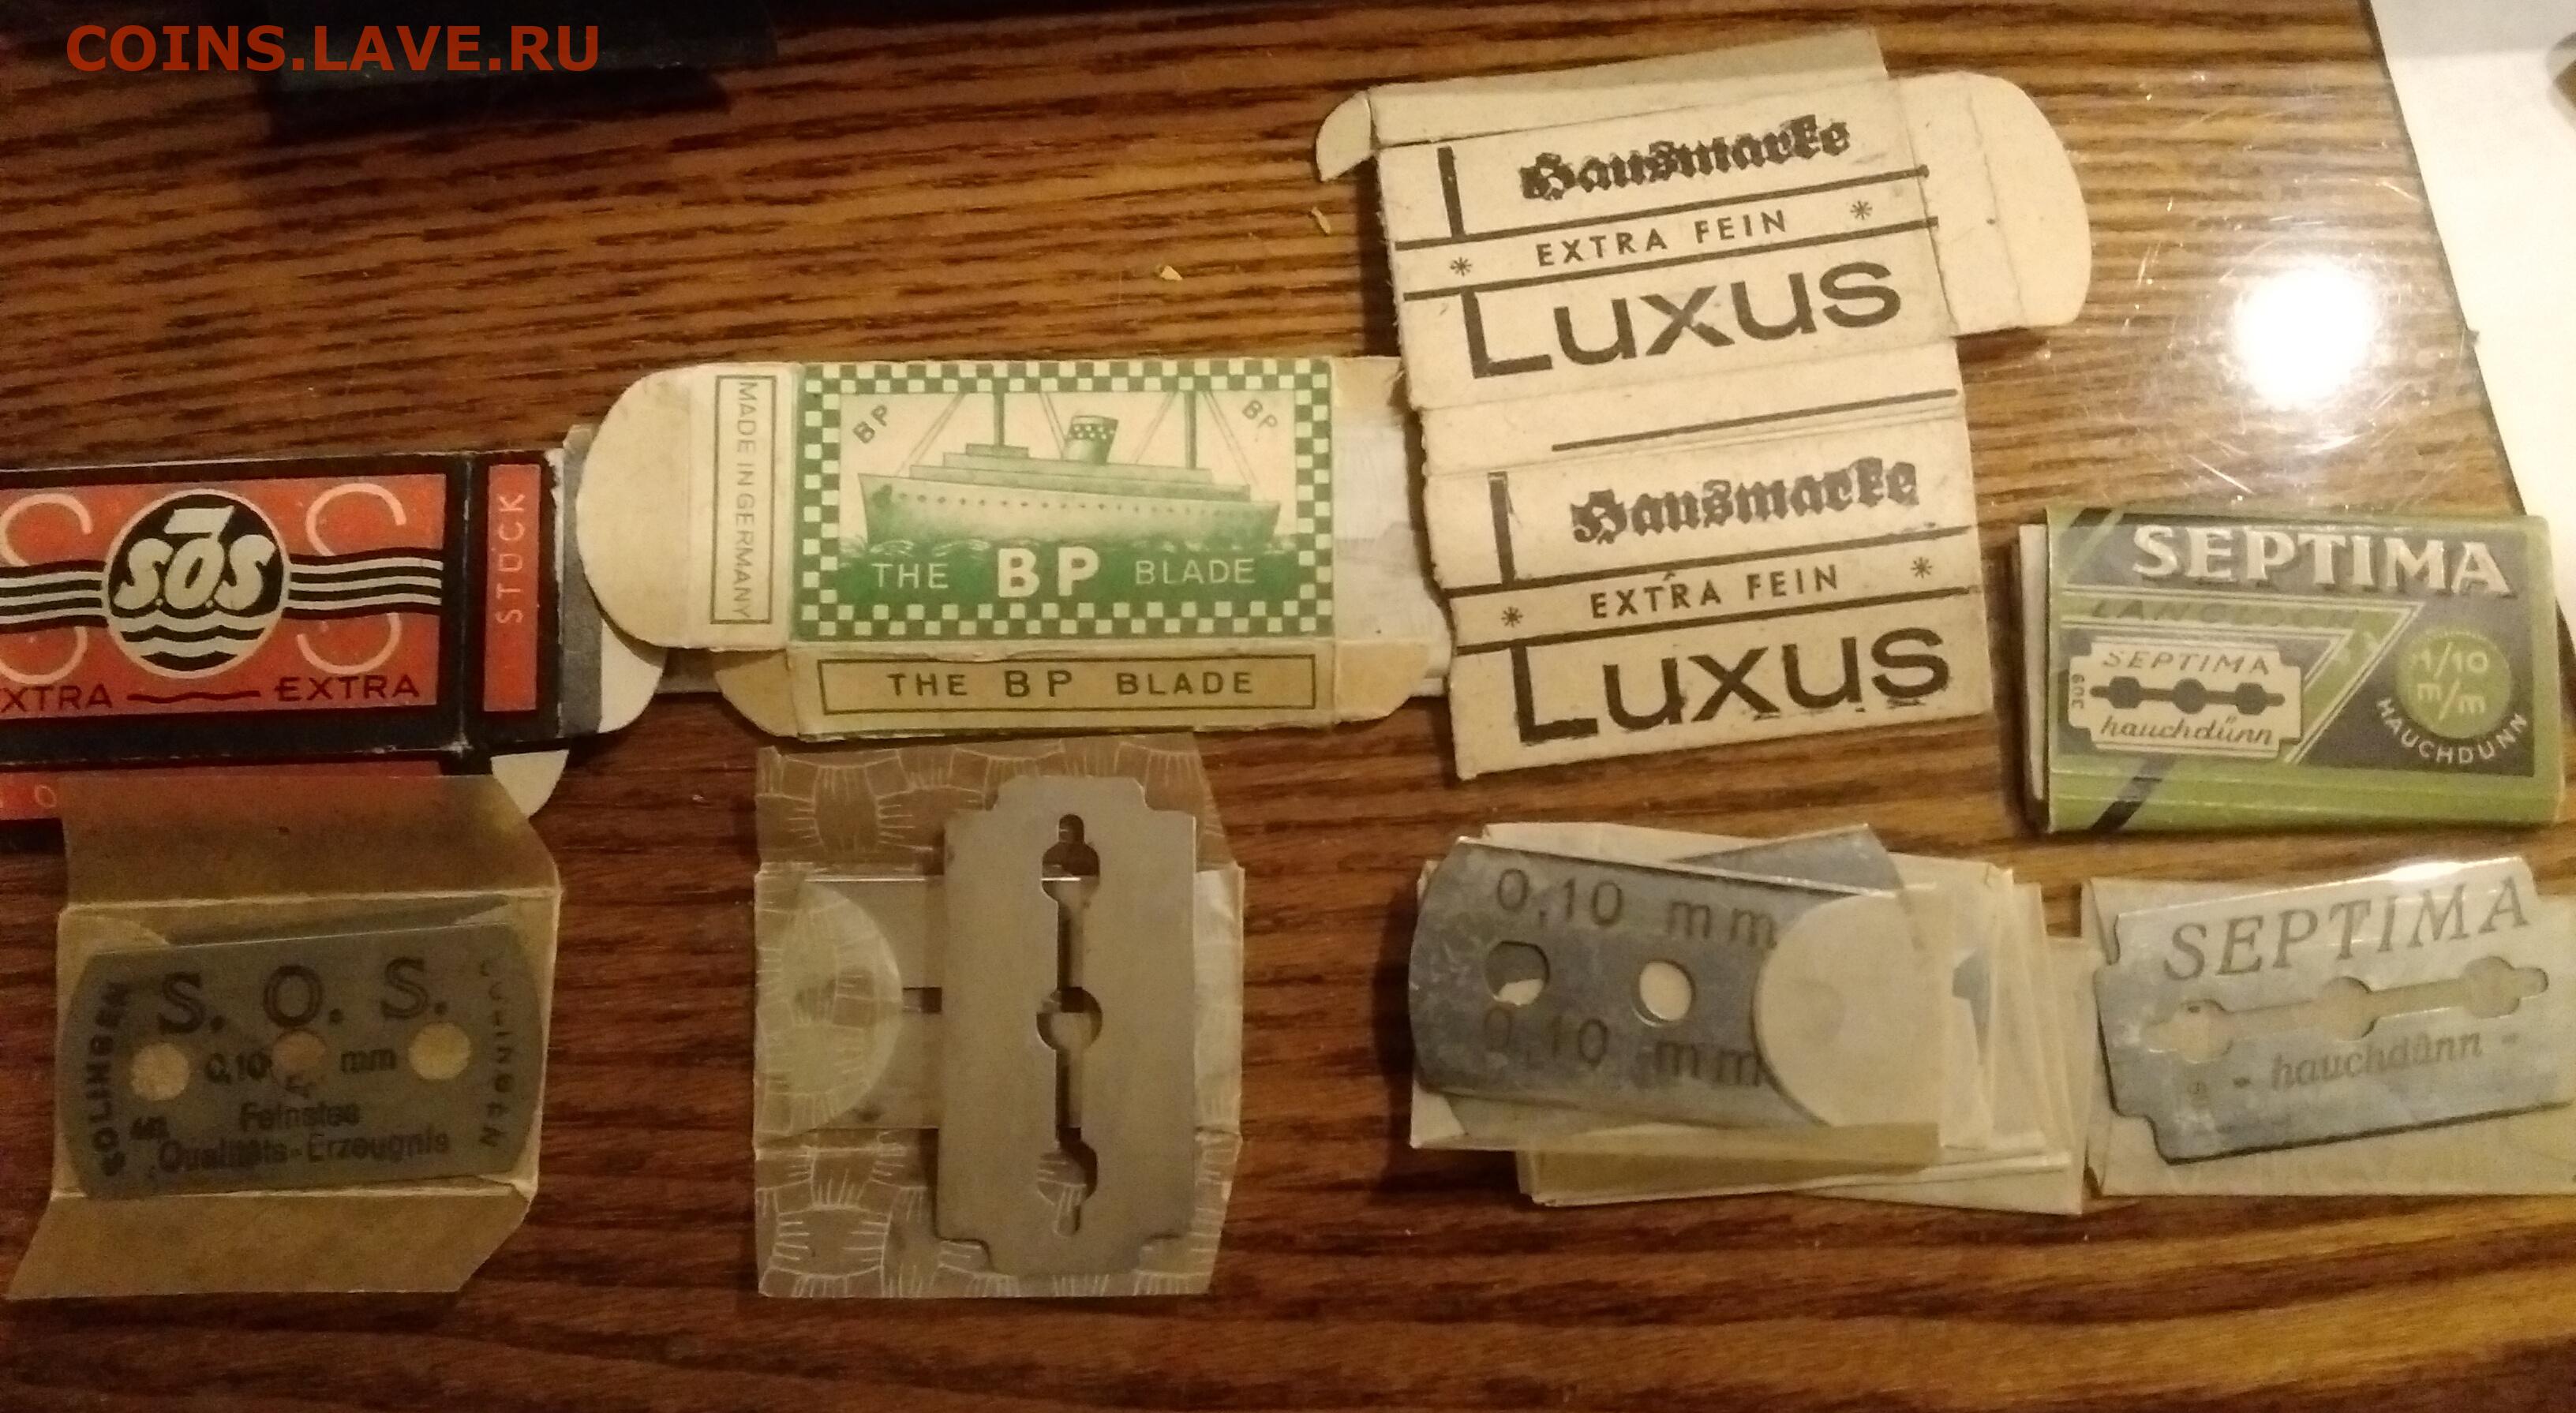 COINS.LAVE.RU
S.O.S
EXTRA
STÜCK
MADE IN GERMANY
BP
BP
THE BP BLADE
THE BP BLADE
Hausmarke
* EXTRA FEIN *
Luxus
Hausmarke
* EXTRA FEIN *
Luxus
SEPTIMA
LANGLOCH
SEPTIMA
hauchdünn
1/10
m/m
HAUCHDÜNN
SOLINGEN
S. O. S.
0,10 mm
Feinstes
Qualitäts-Erzeugnis
SOLINGEN
0,10 mm
0,10 mm
SEPTIMA
- hauchdünn -